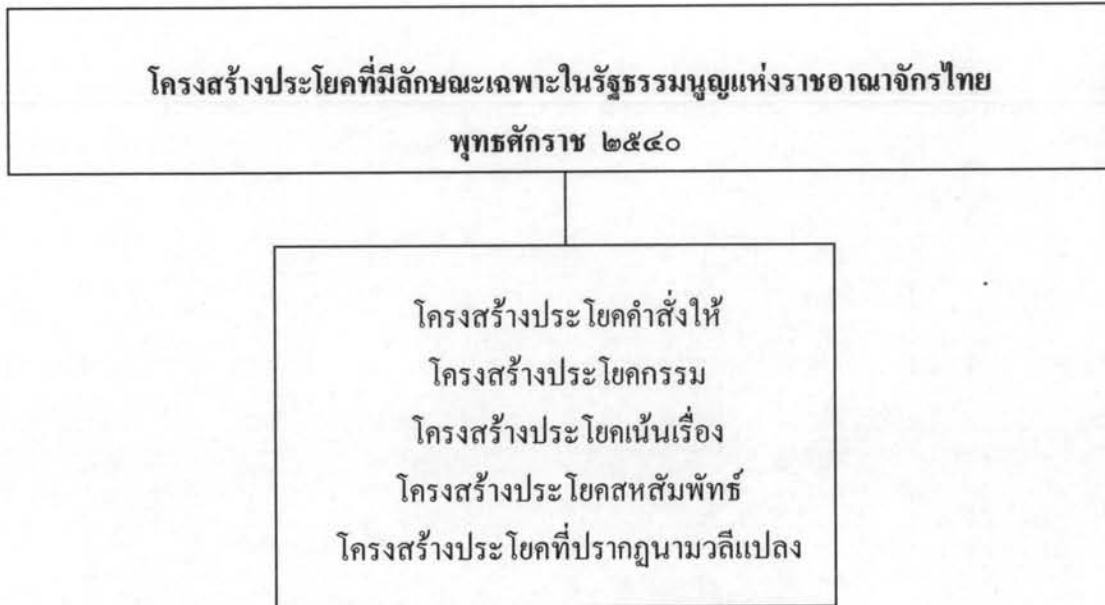 โครงสร้างประโยคที่มีลักษณะเฉพาะในรัฐธรรมนูญแห่งราชอาณาจักรไทย
พุทธศักราช ๒๕๔๐
โครงสร้างประโยคคำสั่งให้
โครงสร้างประโยคกรรม
โครงสร้างประโยคเน้นเรื่อง
โครงสร้างประโยคสหสัมพัทธ์
โครงสร้างประโยคที่ปรากฏนามวลีแปลง